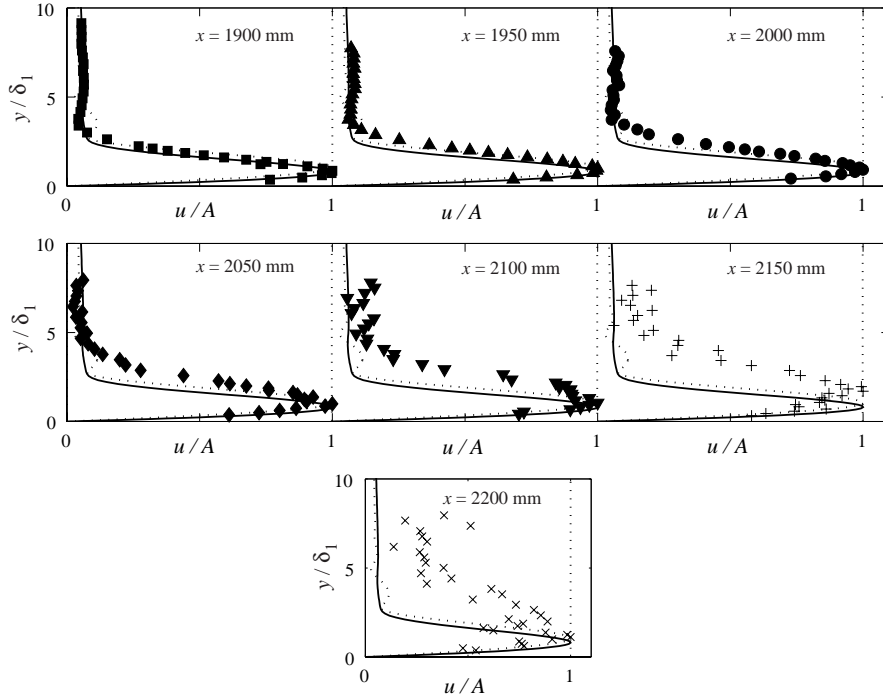 10
5
0
y / δ1
x = 1900 mm
x = 1950 mm
x = 2000 mm
0
u / A
1
u / A
1
u / A
1
10
5
0
y / δ1
x = 2050 mm
x = 2100 mm
x = 2150 mm
0
u / A
1
u / A
1
u / A
1
10
5
0
y / δ1
x = 2200 mm
0
u / A
1